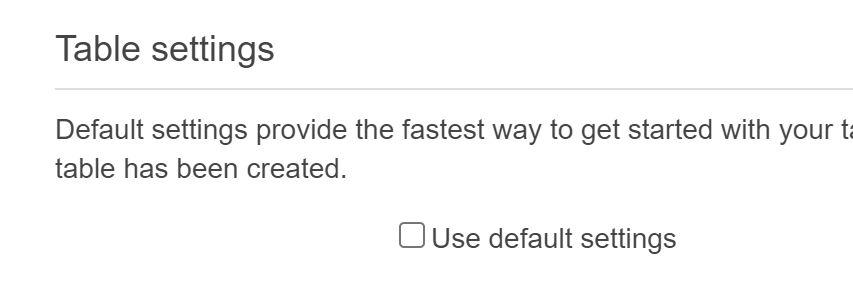 Table settings
Default settings provide the fastest way to get started with your
table has been created.
Use default settings